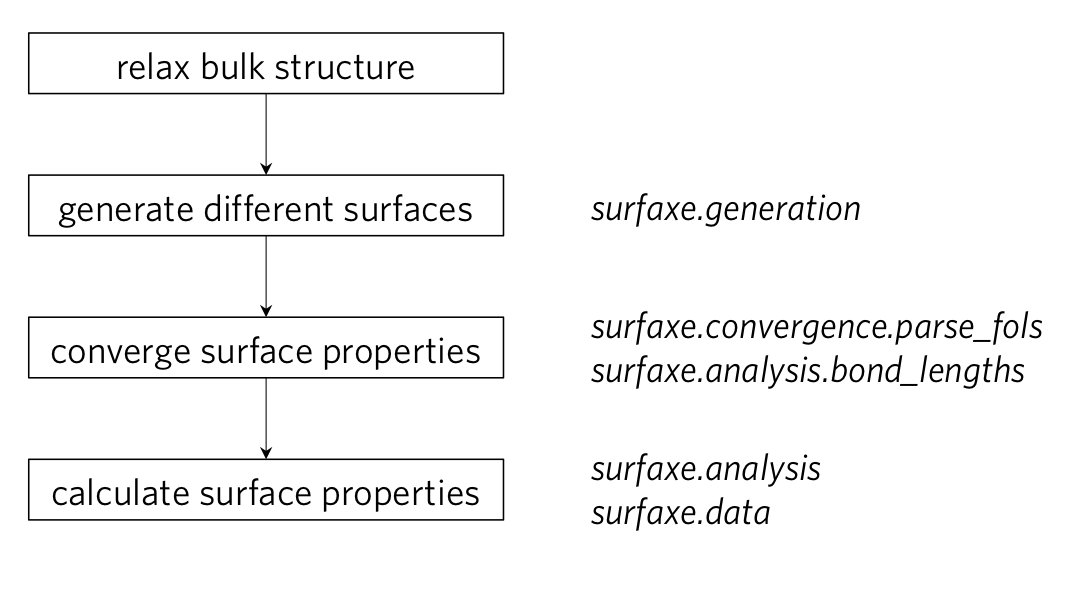 relax bulk structure
generate different surfaces
surfaxe.generation
converge surface properties
surfaxe.convergence.parse_fols
surfaxe.analysis.bond_lengths
calculate surface properties
surfaxe.analysis
surfaxe.data